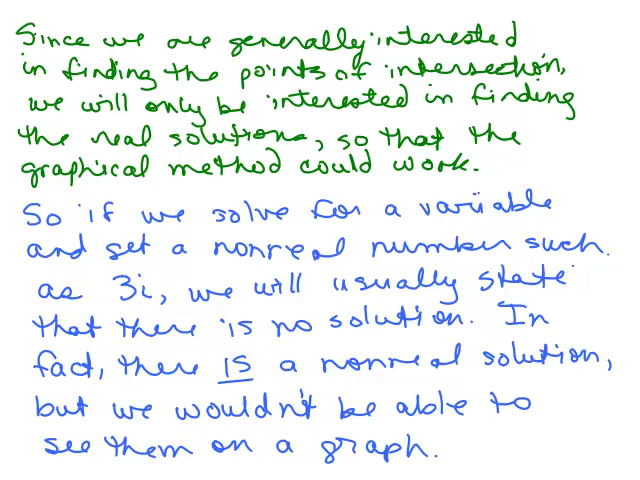 Since we are generally interested
in finding the points of intersection,
we will only be interested in finding
the real solutions, so that the
graphical method could work.
So if we solve for a variable
and get a nonreal number such
as 3i, we will usually state
that there is no solution. In
fact, there IS a nonreal solution,
but we wouldn't be able to
see them on a graph.